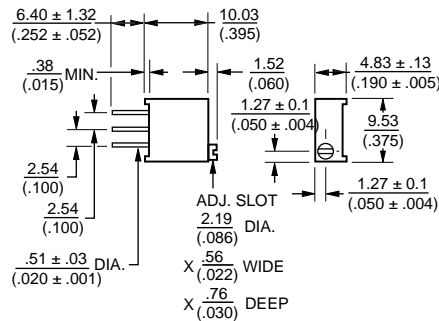 6.40 ± 1.32
(.252 ± .052)
10.03
(.395)
.38
(.015)
MIN.
1.52
(.060)
4.83 ± .13
(.190 ± .005)
1.27 ± 0.1
(.050 ± .004)
9.53
(.375)
2.54
(.100)
2.54
(.100)
1.27 ± 0.1
(.050 ± .004)
.51 ± .03
(.020 ± .001)
DIA.
ADJ. SLOT
2.19
(.086)
DIA.
X .56
(.022)
WIDE
X .76
(.030)
DEEP